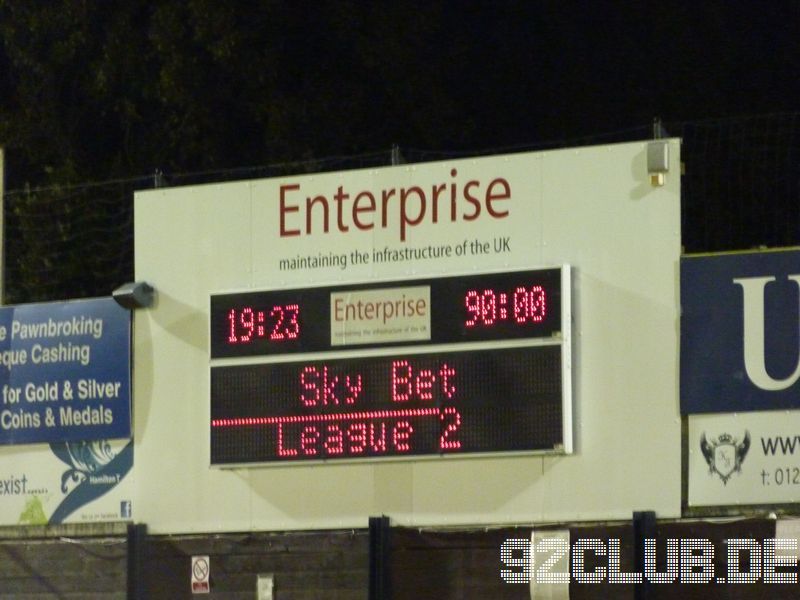 Enterprise
maintaining the infrastructure of the UK
19:23
Enterprise
maintaining the infrastructure of the UK
90:00
Sky Bet
League 2
e Pawnbroking
eque Cashing
for Gold & Silver
Coins & Medals
exist......
Hamilton T
f
U
www
t: 012
92CLUB.DE